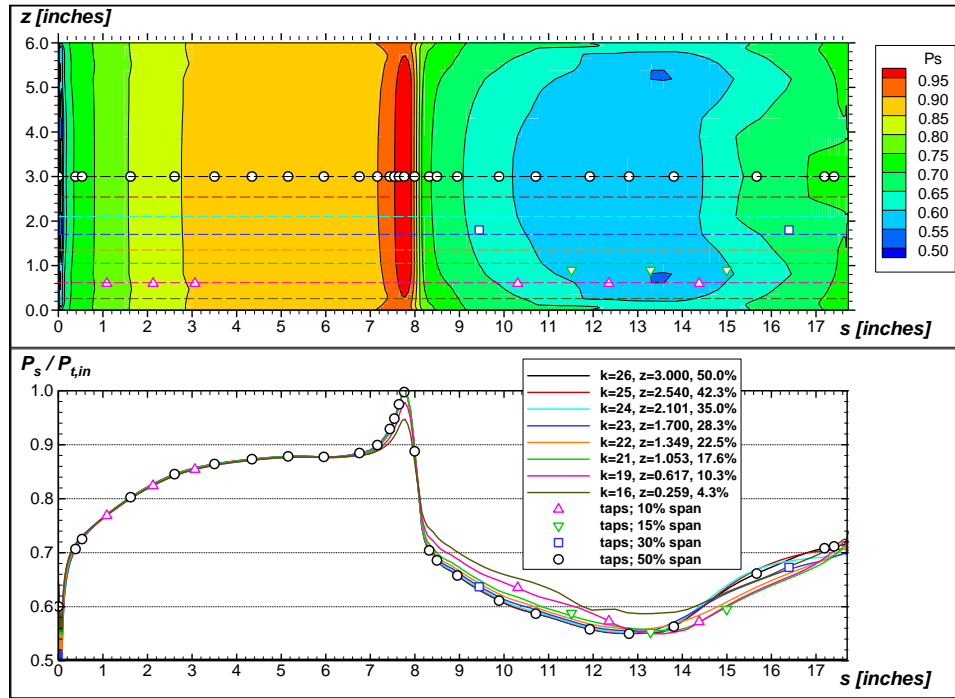 z [inches]
6.0
5.0
4.0
3.0
2.0
1.0
0.0
0 1 2 3 4 5 6 7 8 9 10 11 12 13 14 15 16 17
s [inches]
Ps
0.95
0.90
0.85
0.80
0.75
0.70
0.65
0.60
0.55
0.50
Ps / Pt,in
1.0
0.9
0.8
0.7
0.6
0.5
k=26, z=3.000, 50.0%
k=25, z=2.540, 42.3%
k=24, z=2.101, 35.0%
k=23, z=1.700, 28.3%
k=22, z=1.349, 22.5%
k=21, z=1.053, 17.6%
k=19, z=0.617, 10.3%
k=16, z=0.259, 4.3%
taps; 10% span
taps; 15% span
taps; 30% span
taps; 50% span
0 1 2 3 4 5 6 7 8 9 10 11 12 13 14 15 16 17
s [inches]